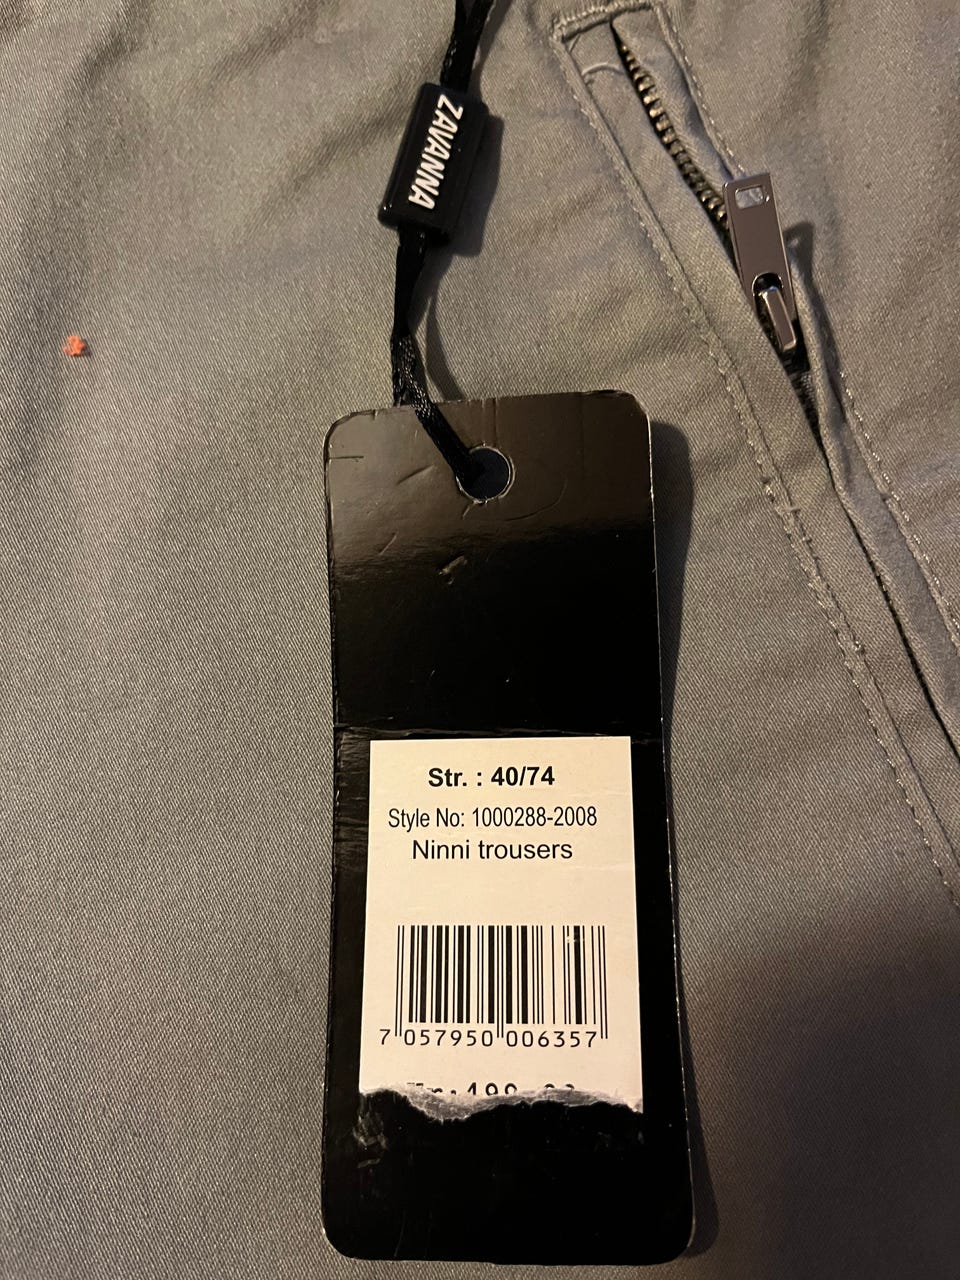 ZAVANNA
Str. : 40/74
Style No: 1000288-2008
Ninni trousers
7 057950 006357